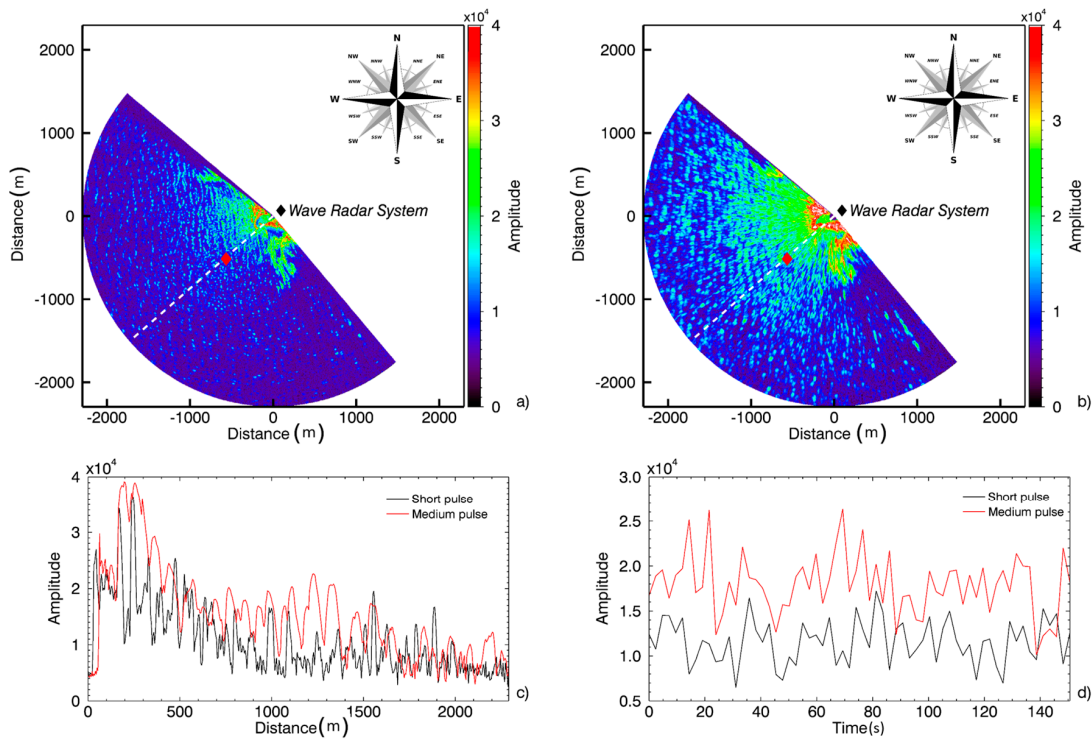 x10⁴
x10⁴
2000
1000
0
-1000
-2000
Distance (m)
N
NNW
NNE
NW
NE
WNW
ENE
W
E
WSW
ESE
SW
SE
SSW
SSE
S
Wave Radar System
4
3
2
1
0
Amplitude
-2000
-1000
0
1000
2000
Distance (m)
a)
2000
1000
0
-1000
-2000
Distance (m)
N
NNW
NNE
NW
NE
WNW
ENE
W
E
WSW
ESE
SW
SE
SSW
SSE
S
Wave Radar System
4
3
2
1
0
Amplitude
-2000
-1000
0
1000
2000
Distance (m)
b)
x10⁴
4
3
2
1
0
Amplitude
Short pulse
Medium pulse
0
500
1000
1500
2000
Distance(m)
c)
x10⁴
3.0
2.5
2.0
1.5
1.0
0.5
Amplitude
Short pulse
Medium pulse
0
20
40
60
80
100
120
140
Time(s)
d)